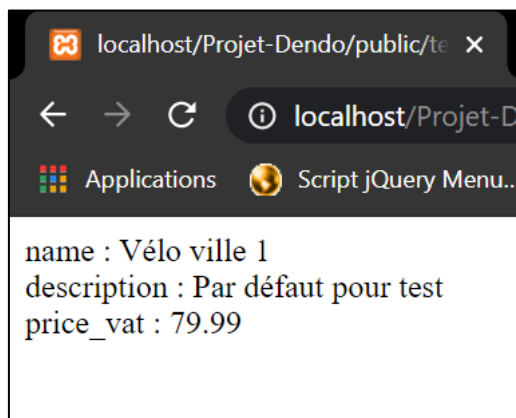 localhost/Projet-Dendo/public/te
localhost/Projet-D
Applications Script jQuery Menu...
name : Vélo ville 1
description : Par défaut pour test
price_vat : 79.99